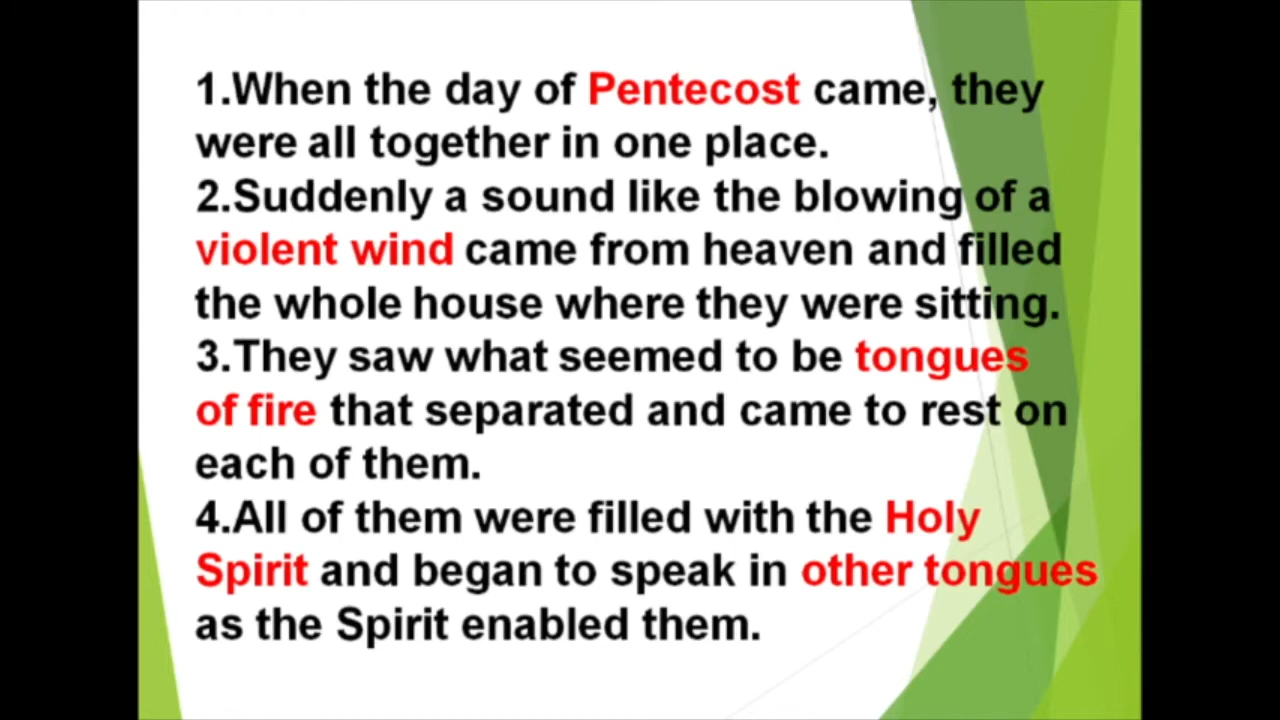 1.When the day of Pentecost came, they
were all together in one place.
2.Suddenly a sound like the blowing of a
violent wind came from heaven and filled
the whole house where they were sitting.
3.They saw what seemed to be tongues
of fire that separated and came to rest on
each of them.
4.All of them were filled with the Holy
Spirit and began to speak in other tongues
as the Spirit enabled them.